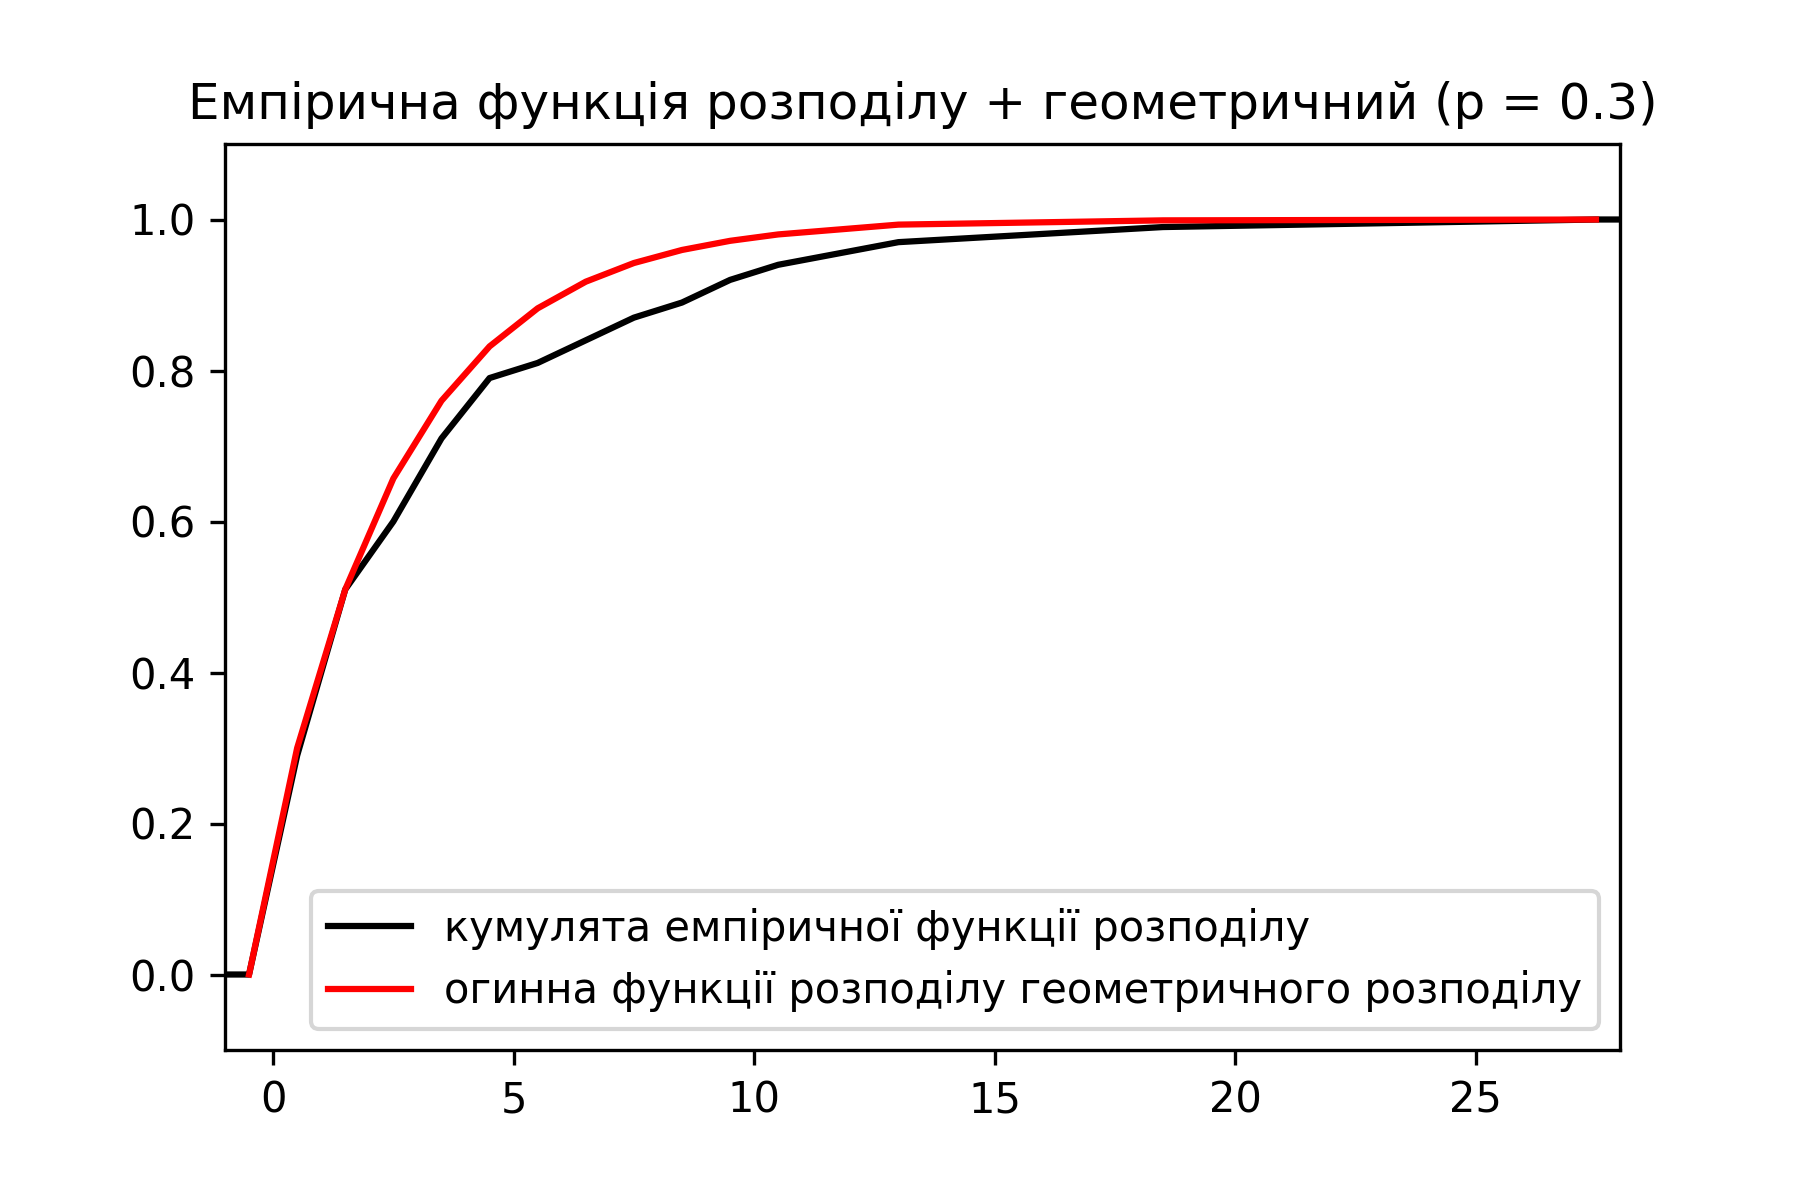 Емпірична функція розподілу + геометричний (p = 0.3)
1.0
0.8
0.6
0.4
0.2
0.0
кумулята емпіричної функції розподілу
огинна функції розподілу геометричного розподілу
0 5 10 15 20 25